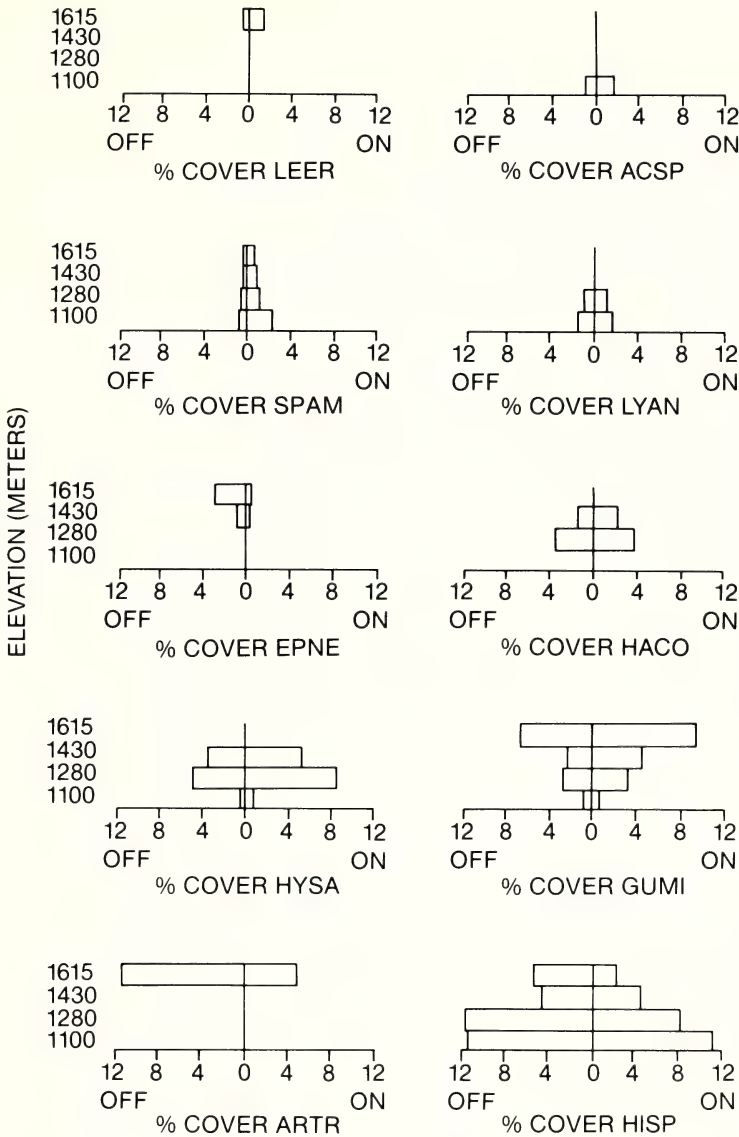 1615
1430
1280
1100
12 8 4 0 4 8 12
OFF ON
% COVER LEER
12 8 4 0 4 8 12
OFF ON
% COVER ACSP
1615
1430
1280
1100
12 8 4 0 4 8 12
OFF ON
% COVER SPAM
12 8 4 0 4 8 12
OFF ON
% COVER LYAN
ELEVATION (METERS)
1615
1430
1280
1100
12 8 4 0 4 8 12
OFF ON
% COVER EPNE
12 8 4 0 4 8 12
OFF ON
% COVER HACO
1615
1430
1280
1100
12 8 4 0 4 8 12
OFF ON
% COVER HYSA
12 8 4 0 4 8 12
OFF ON
% COVER GUMI
1615
1430
1280
1100
12 8 4 0 4 8 12
OFF ON
% COVER ARTR
12 8 4 0 4 8 12
OFF ON
% COVER HISP